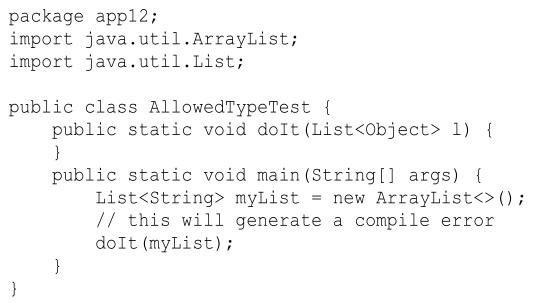 package app12;
import java.util.ArrayList;
import java.util.List;

public class AllowedTypeTest {
    public static void doIt(List<Object> l) {
    }
    public static void main(String[] args) {
        List<String> myList = new ArrayList<>();
        // this will generate a compile error
        doIt(myList);
    }
}